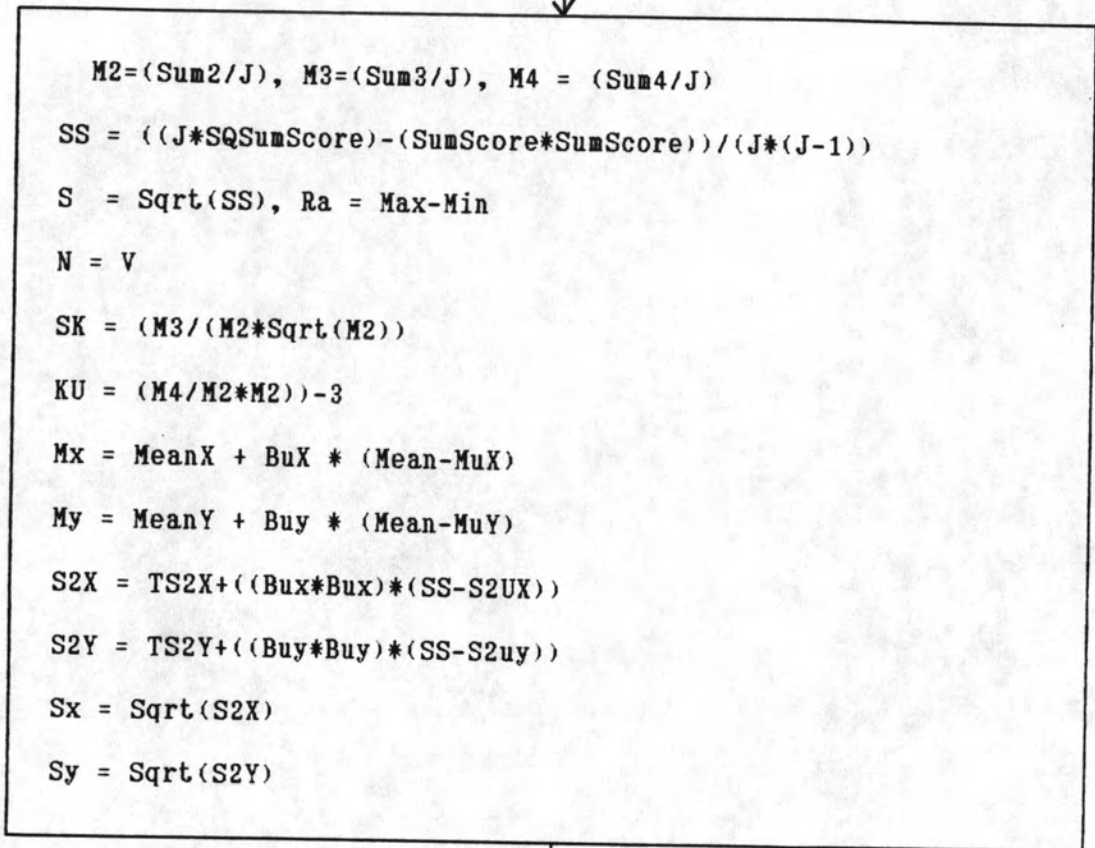 M2=(Sum2/J), M3=(Sum3/J), M4 = (Sum4/J)
SS = ((J*SQSumScore)-(SumScore*SumScore))/(J*(J-1))
S = Sqrt(SS), Ra = Max-Min
N = V
SK = (M3/(M2*Sqrt(M2))
KU = (M4/M2*M2))-3
Mx = MeanX + BuX * (Mean-MuX)
My = MeanY + Buy * (Mean-MuY)
S2X = TS2X+((Bux*Bux)*(SS-S2UX))
S2Y = TS2Y+((Buy*Buy)*(SS-S2uy))
Sx = Sqrt(S2X)
Sy = Sqrt(S2Y)